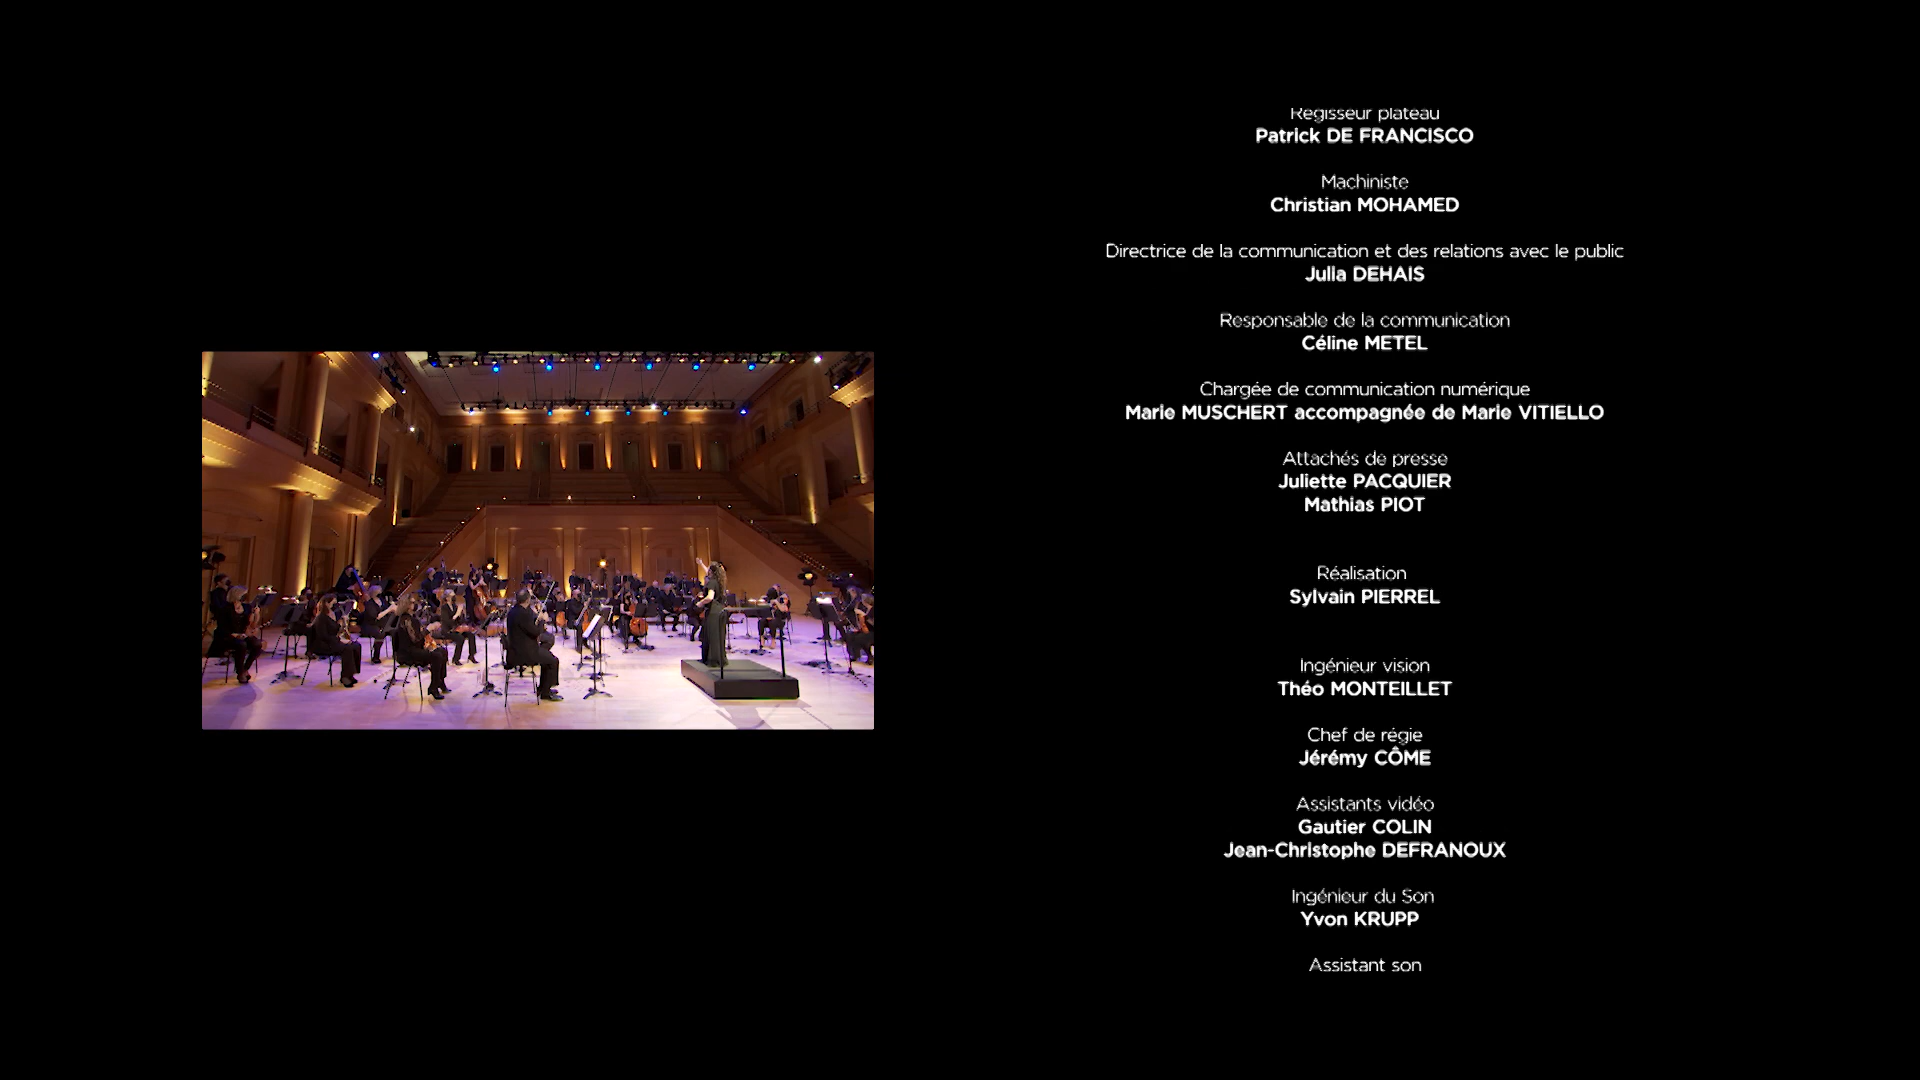 Régisseur plateau
Patrick DE FRANCISCO
Machiniste
Christian MOHAMED
Directrice de la communication et des relations avec le public
Julia DEHAIS
Responsable de la communication
Céline METEL
Chargée de communication numérique
Marie MUSCHERT accompagnée de Marie VITIELLO
Attachés de presse
Juliette PACQUIER
Mathias PIOT
Réalisation
Sylvain PIERREL
Ingénieur vision
Théo MONTEILLET
Chef de régie
Jérémy CÔME
Assistants vidéo
Gautier COLIN
Jean-Christophe DEFRANOUX
Ingénieur du Son
Yvon KRUPP
Assistant son